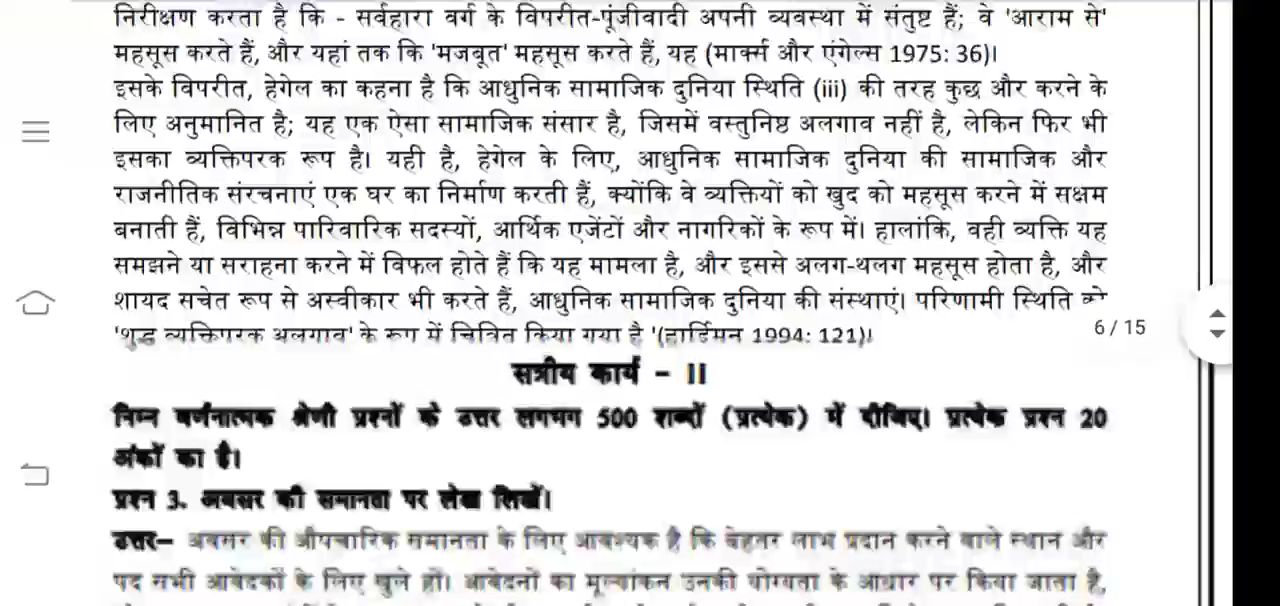 निरीक्षण करता है कि - सर्वहारा वर्ग के विपरीत-पूंजीवादी अपनी व्यवस्था में संतुष्ट हैं; वे 'आराम से'
महसूस करते हैं, और यहां तक कि 'मजबूत' महसूस करते हैं, यह (मार्क्स और एंगेल्स 1975: 36)।
इसके विपरीत, हेगेल का कहना है कि आधुनिक सामाजिक दुनिया स्थिति (iii) की तरह कुछ और करने के
लिए अनुमानित है; यह एक ऐसा सामाजिक संसार है, जिसमें वस्तुनिष्ठ अलगाव नहीं है, लेकिन फिर भी
इसका व्यक्तिपरक रूप है। यही है, हेगेल के लिए, आधुनिक सामाजिक दुनिया की सामाजिक और
राजनीतिक संरचनाएं एक घर का निर्माण करती हैं, क्योंकि वे व्यक्तियों को खुद को महसूस करने में सक्षम
बनाती हैं, विभिन्न पारिवारिक सदस्यों, आर्थिक एजेंटों और नागरिकों के रूप में। हालांकि, वही व्यक्ति यह
समझने या सराहना करने में विफल होते हैं कि यह मामला है, और इससे अलग-थलग महसूस होता है, और
शायद सचेत रूप से अस्वीकार भी करते हैं, आधुनिक सामाजिक दुनिया की संस्थाएं। परिणामी स्थिति को
'शुद्ध व्यक्तिपरक अलगाव' के रूप में चित्रित किया गया है '(हार्डिमन 1994: 121)।
6 / 15
सत्रीय कार्य - II
निम्न वर्णनात्मक श्रेणी प्रश्नों के उत्तर लगभग 500 शब्दों (प्रत्येक) में दीजिए। प्रत्येक प्रश्न 20
अंकों का है।
प्रश्न 3. अवसर की समानता पर लेख लिखें।
उत्तर– अवसर की औपचारिक समानता के लिए आवश्यक है कि बेहतर लाभ प्रदान करने वाले स्थान और
पद सभी आवेदकों के लिए खुले हों। आवेदनों का मूल्यांकन उनकी योग्यता के आधार पर किया जाता है,